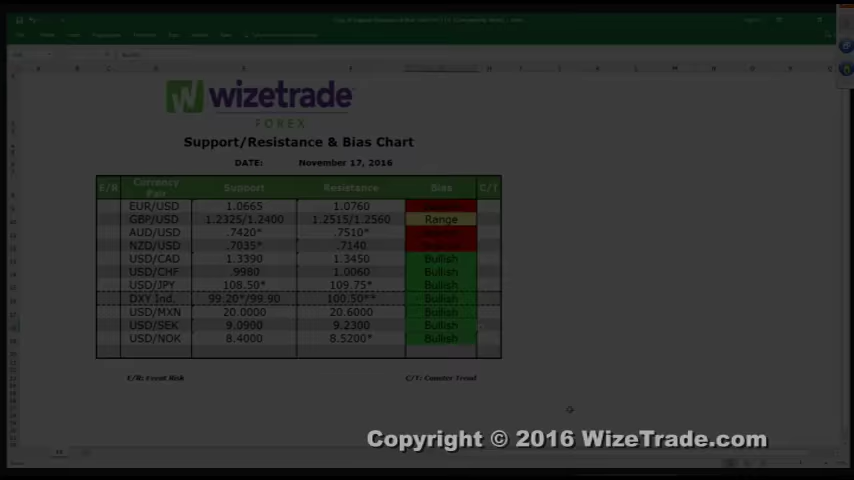 wizetrade
FOREX
Support/Resistance & Bias Chart
DATE: November 17, 2016
E/R Currency Pair Support Resistance Bias C/T
EUR/USD 1.0665 1.0760
GBP/USD 1.2325/1.2400 1.2515/1.2560 Range
AUD/USD .7420* .7510*
NZD/USD .7035* .7140
USD/CAD 1.3390 1.3450 Bullish
USD/CHF .9980 1.0060 Bullish
USD/JPY 108.50* 109.75* Bullish
DXY Ind. 99.20*/99.90 100.50** Bullish
USD/MXN 20.0000 20.6000 Bullish
USD/SEK 9.0900 9.2300 Bullish
USD/NOK 8.4000 8.5200* Bullish
E/R: Event Risk C/T: Counter Trend
Copyright © 2016 WizeTrade.com